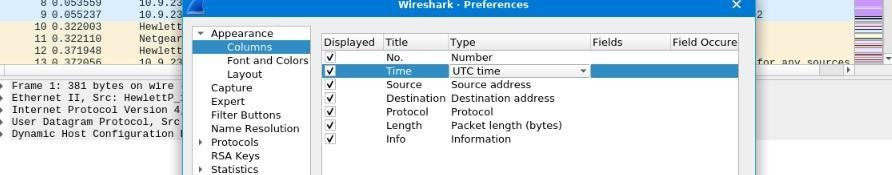 8 0.053559 10.9.23
Wireshark · Preferences
9 0.055237 10.9.23
2
10 0.322003 Hewlett
11 0.322110 Netgear
12 0.371948 Hewlett
13 0.372056 10.9.23
for any sources
Frame 1: 381 bytes on wire
Ethernet II, Src: HewlettP_
Internet Protocol Version 4
User Datagram Protocol, Src
Dynamic Host Configuration
Appearance
Columns
Font and Colors
Layout
Capture
Expert
Filter Buttons
Name Resolution
Protocols
RSA Keys
Statistics
Displayed Title Type Fields Field Occure
No. Number
Time UTC time
Source Source address
Destination Destination address
Protocol Protocol
Length Packet length (bytes)
Info Information